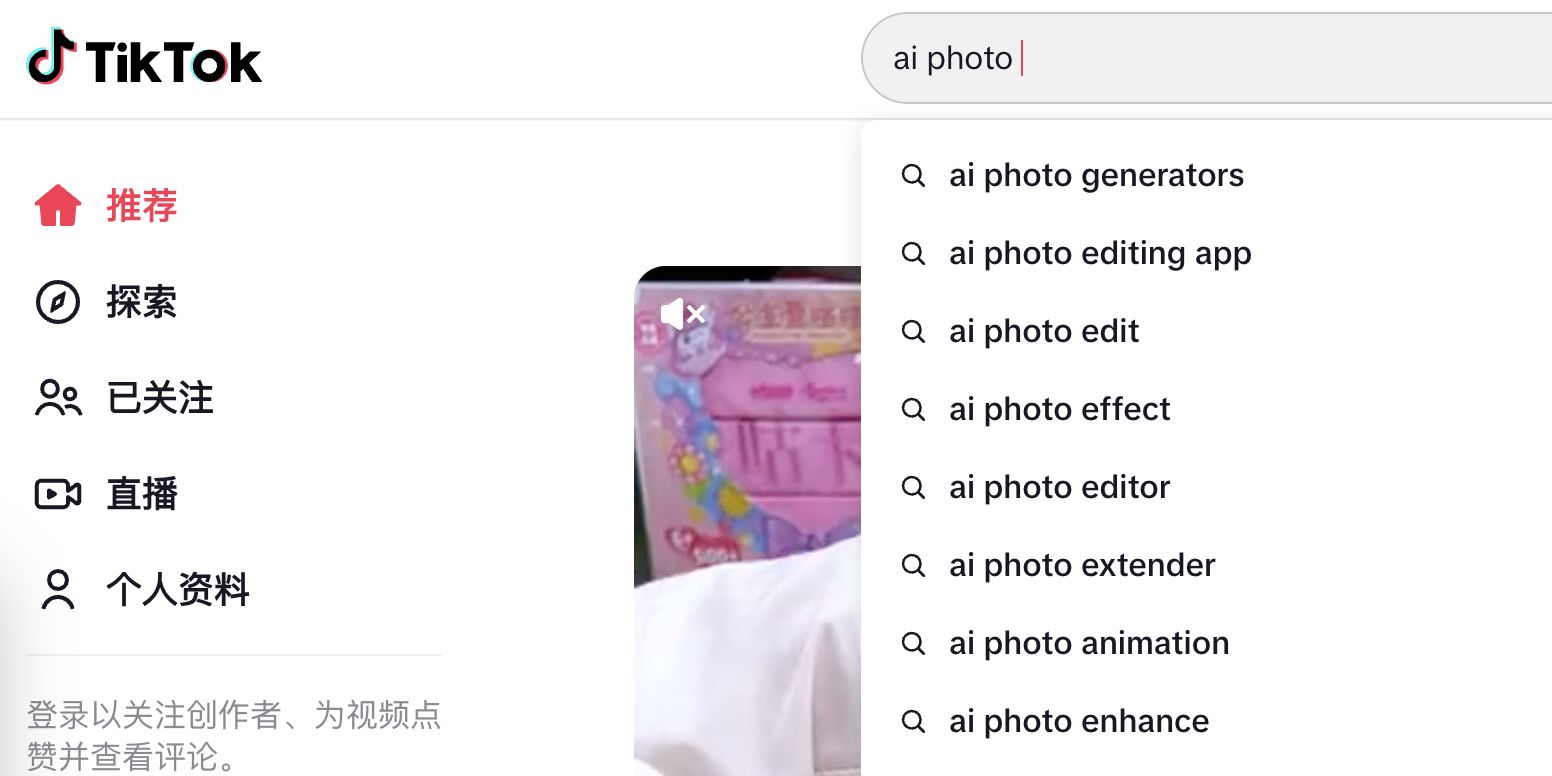 TikTok
ai photo
推荐
探索
已关注
直播
个人资料
登录以关注创作者、为视频点
赞并查看评论。
ai photo generators
ai photo editing app
ai photo edit
ai photo effect
ai photo editor
ai photo extender
ai photo animation
ai photo enhance